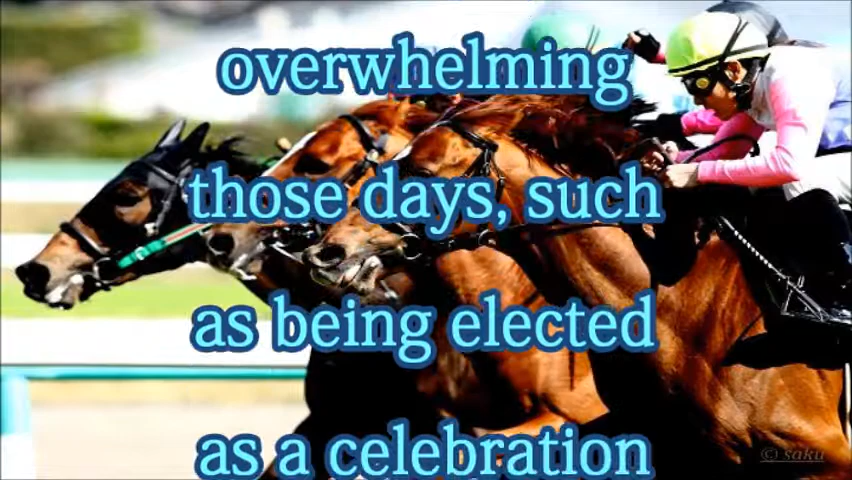 overwhelming
those days, such
as being elected
as a celebration
© saku